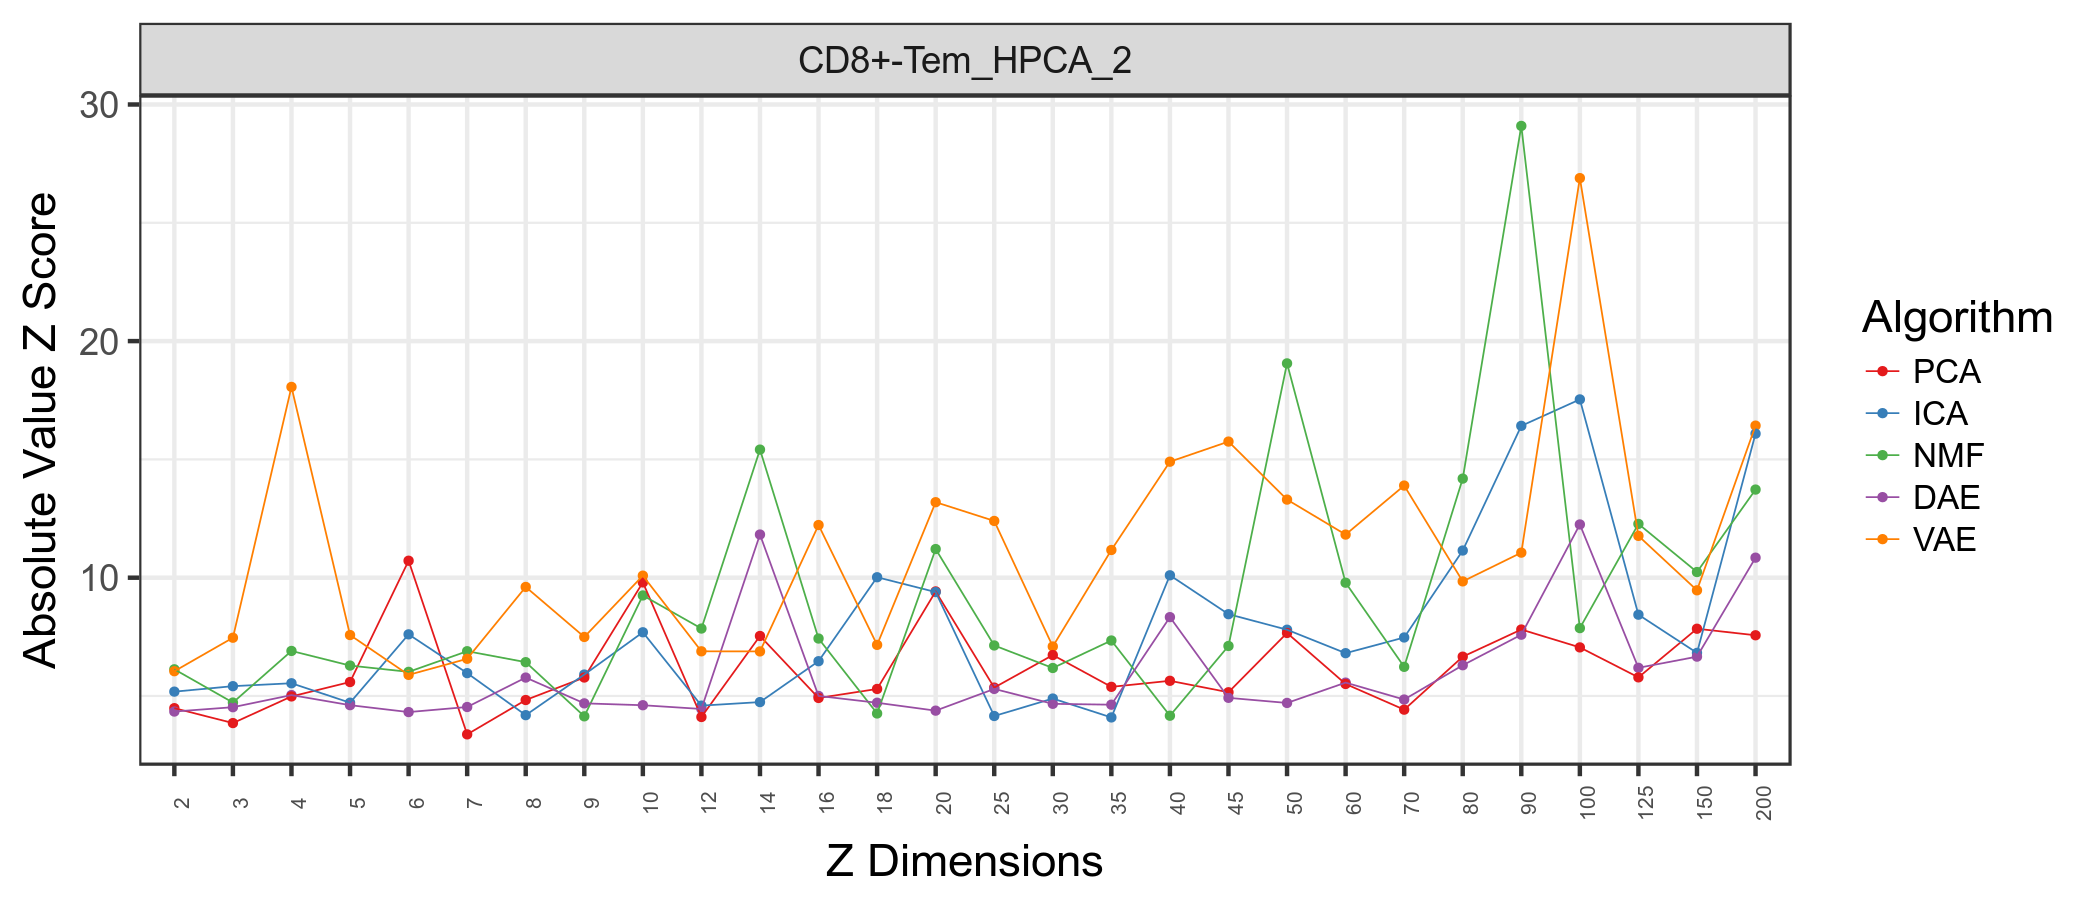 CD8+-Tem_HPCA_2
30
20
10
Absolute Value Z Score
2 3 4 5 6 7 8 9 10 12 14 16 18 20 25 30 35 40 45 50 60 70 80 90 100 125 150 200
Z Dimensions
Algorithm
PCA
ICA
NMF
DAE
VAE